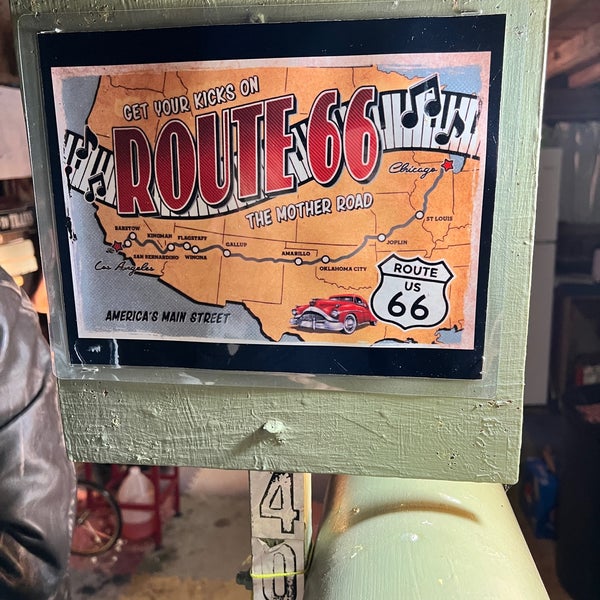 GET YOUR KICKS ON
ROUTE 66
THE MOTHER ROAD
Chicago
ST LOUIS
BARSTOW
KINGMAN
FLAGSTAFF
GALLUP
AMARILLO
JOPLIN
SAN BERNARDINO
WINONA
OKLAHOMA CITY
Los Angeles
ROUTE
US
66
AMERICA'S MAIN STREET
4
0